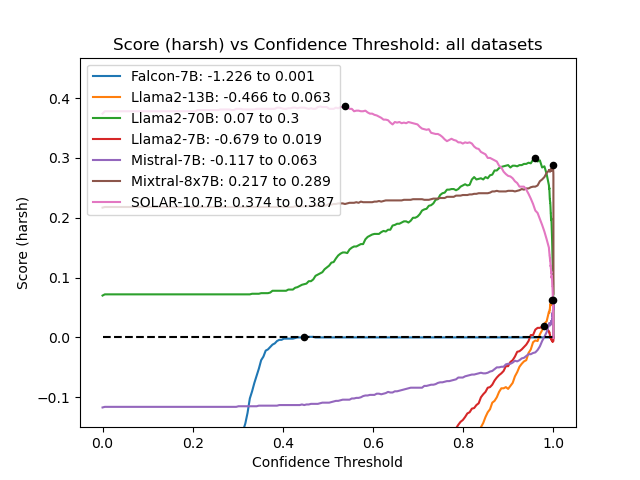 Score (harsh) vs Confidence Threshold: all datasets
Falcon-7B: -1.226 to 0.001
Llama2-13B: -0.466 to 0.063
Llama2-70B: 0.07 to 0.3
Llama2-7B: -0.679 to 0.019
Mistral-7B: -0.117 to 0.063
Mixtral-8x7B: 0.217 to 0.289
SOLAR-10.7B: 0.374 to 0.387
Score (harsh)
0.4
0.3
0.2
0.1
0.0
−0.1
0.0 0.2 0.4 0.6 0.8 1.0
Confidence Threshold